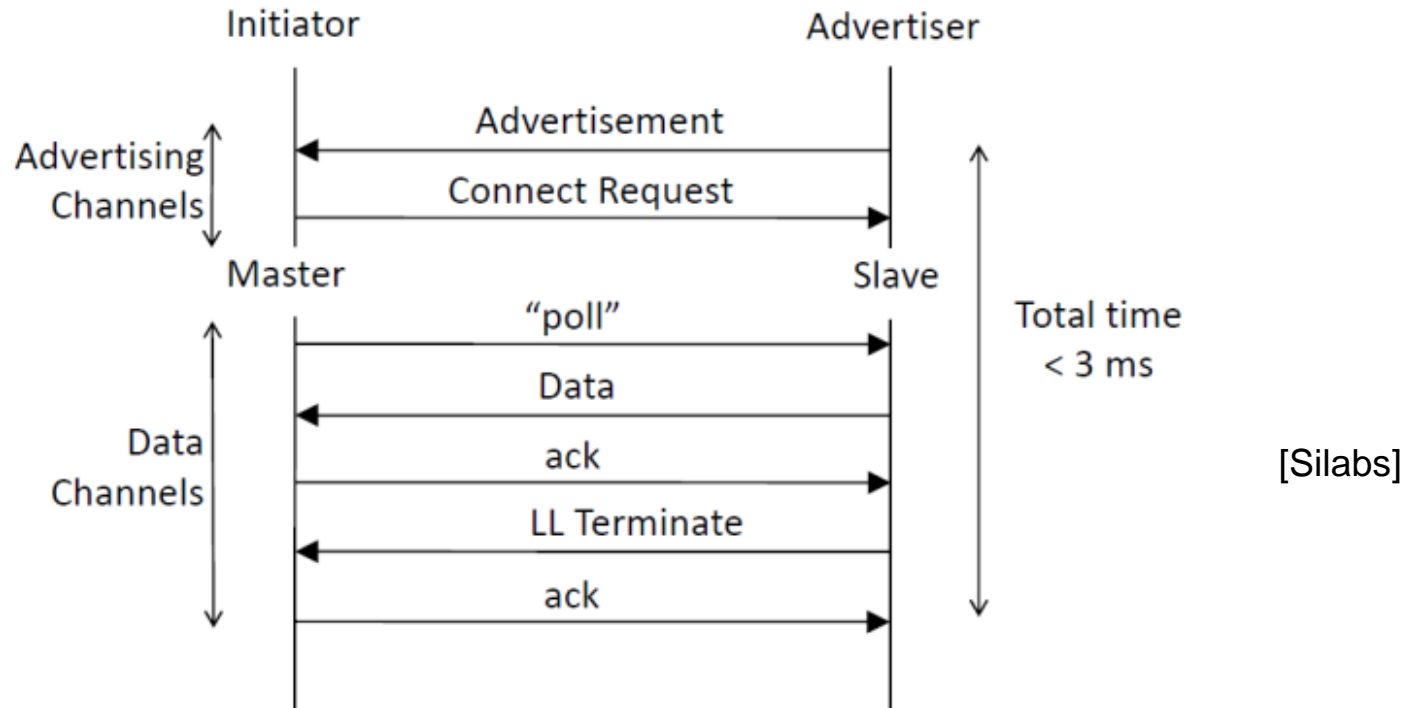 Initiator
Advertiser
Advertisement
Advertising
Channels
Connect Request
Master
Slave
“poll”
Total time
< 3 ms
Data
Data
Channels
ack
[Silabs]
LL Terminate
ack